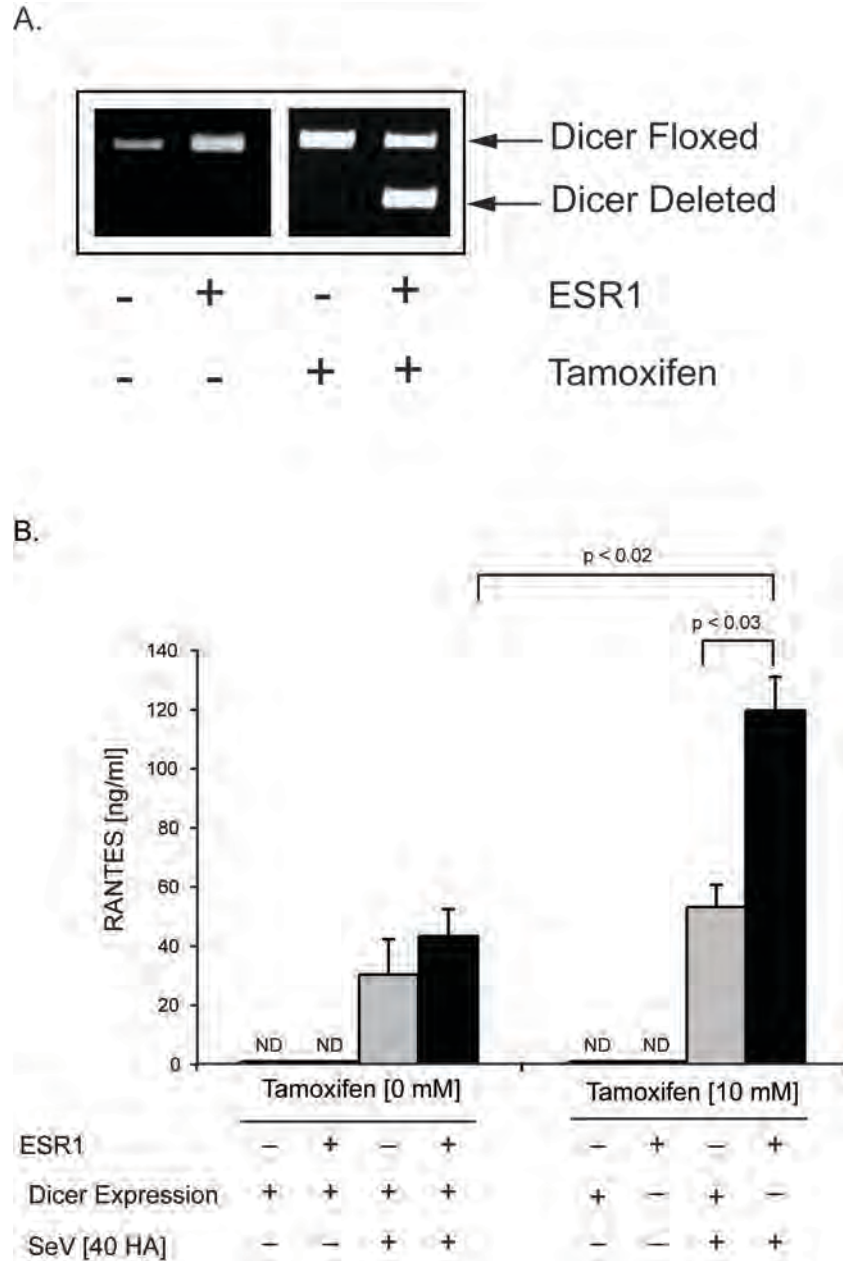 A.
Dicer Floxed
Dicer Deleted
- + - + ESR1
- - + + Tamoxifen
B.
p < 0.02
p < 0.03
140
120
100
80
60
40
20
0
RANTES [ng/ml]
ND ND ND ND
Tamoxifen [0 mM] Tamoxifen [10 mM]
ESR1 – + – + – + – +
Dicer Expression + + + + + – + –
SeV [40 HA] – – + + – – + +